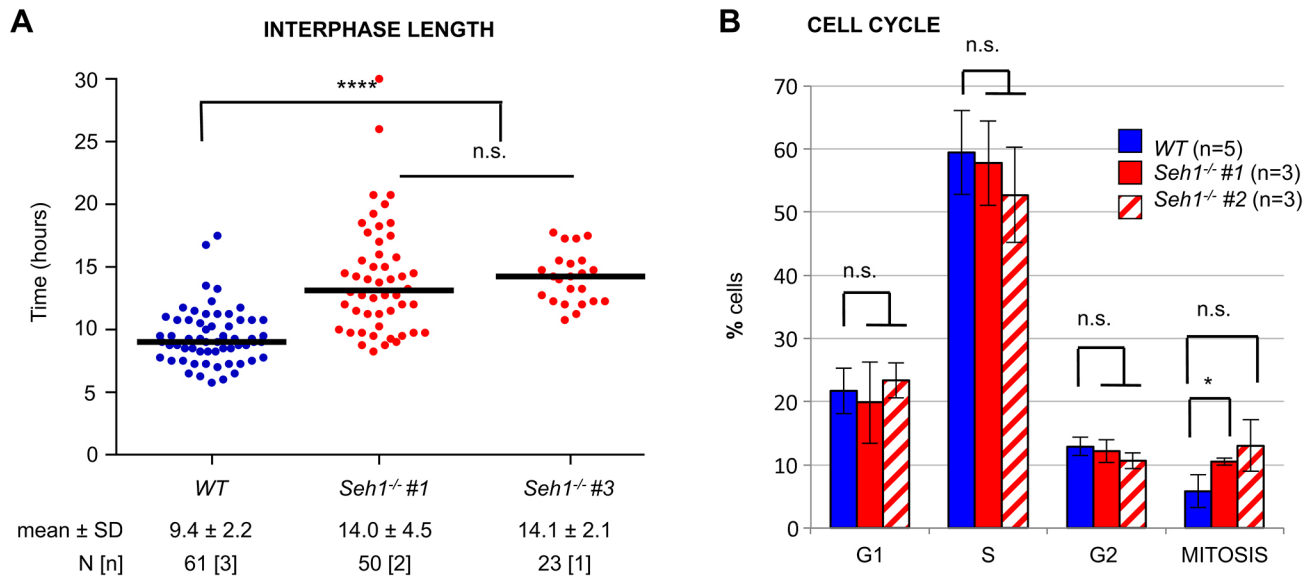 A
INTERPHASE LENGTH
Time (hours)
30
25
20
15
10
5
0
****
n.s.
WT
Seh1⁻/⁻ #1
Seh1⁻/⁻ #3
mean ± SD
9.4 ± 2.2
14.0 ± 4.5
14.1 ± 2.1
N [n]
61 [3]
50 [2]
23 [1]
B
CELL CYCLE
% cells
70
60
50
40
30
20
10
0
n.s.
n.s.
n.s.
n.s.
*
WT (n=5)
Seh1⁻/⁻ #1 (n=3)
Seh1⁻/⁻ #2 (n=3)
G1
S
G2
MITOSIS